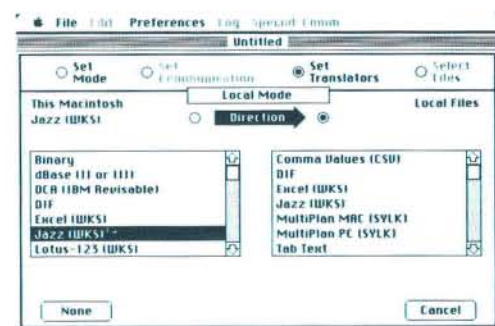 File Edit Preferences Log Special Comm
Untitled
Set Mode
Set Communication
Set Translators
Select Files
Local Mode
This Macintosh
Local Files
Jazz (WKS)
Direction
Binary
dBase (II or III)
DCA (IBM Revisable)
DIF
Excel (WKS)
Jazz (WKS)
Lotus-123 (WKS)
Comma Values (CSV)
DIF
Excel (WKS)
Jazz (WKS)
MultiPlan MAC (SYLK)
MultiPlan PC (SYLK)
Tab Text
None
Cancel